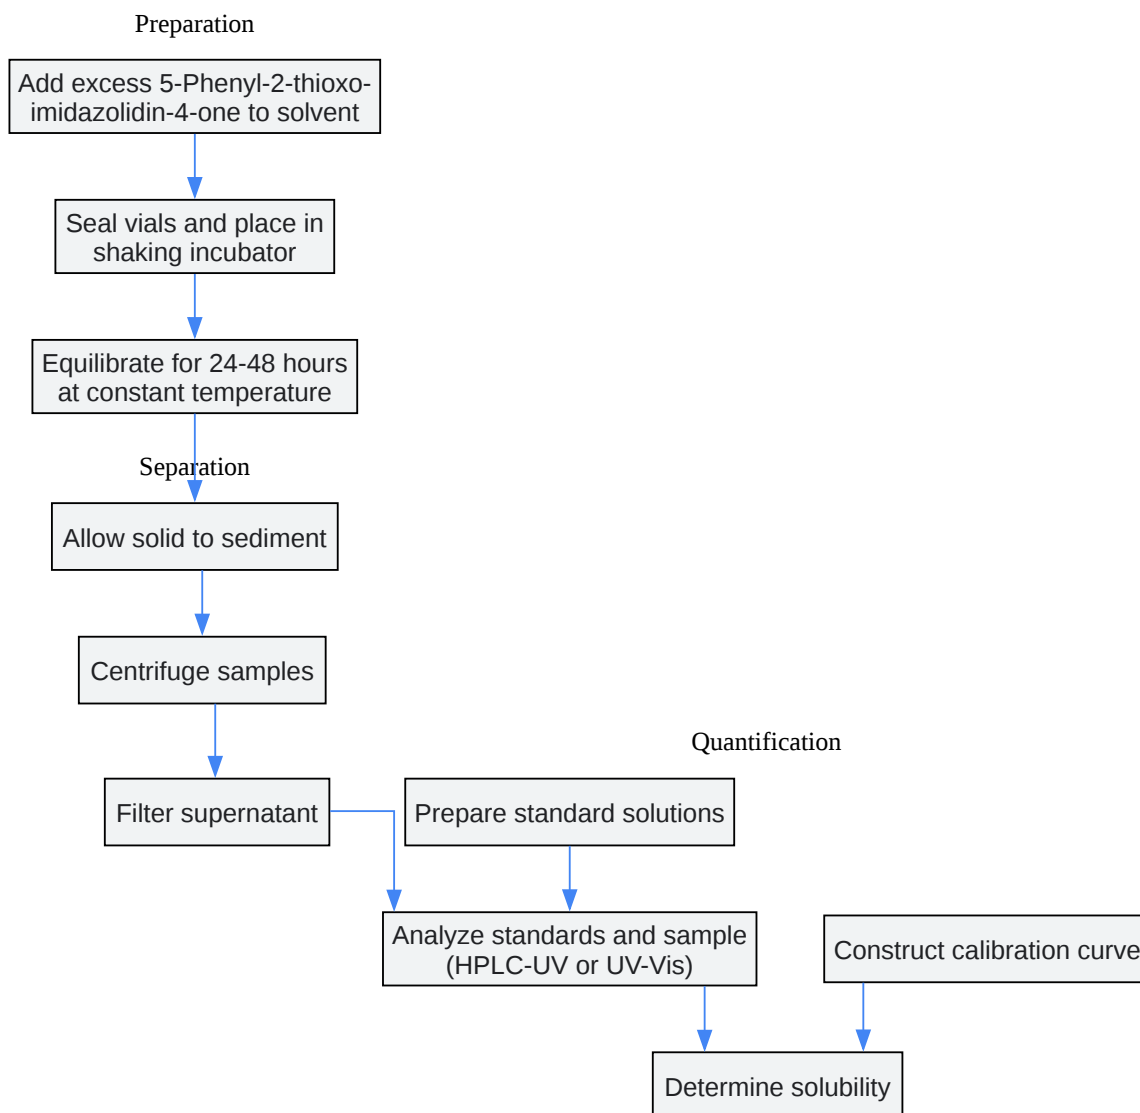 Preparation
Add excess 5-Phenyl-2-thioxo-
imidazolidin-4-one to solvent
Seal vials and place in
shaking incubator
Equilibrate for 24-48 hours
at constant temperature
Separation
Allow solid to sediment
Centrifuge samples
Quantification
Filter supernatant
Prepare standard solutions
Analyze standards and sample
(HPLC-UV or UV-Vis)
Construct calibration curve
Determine solubility